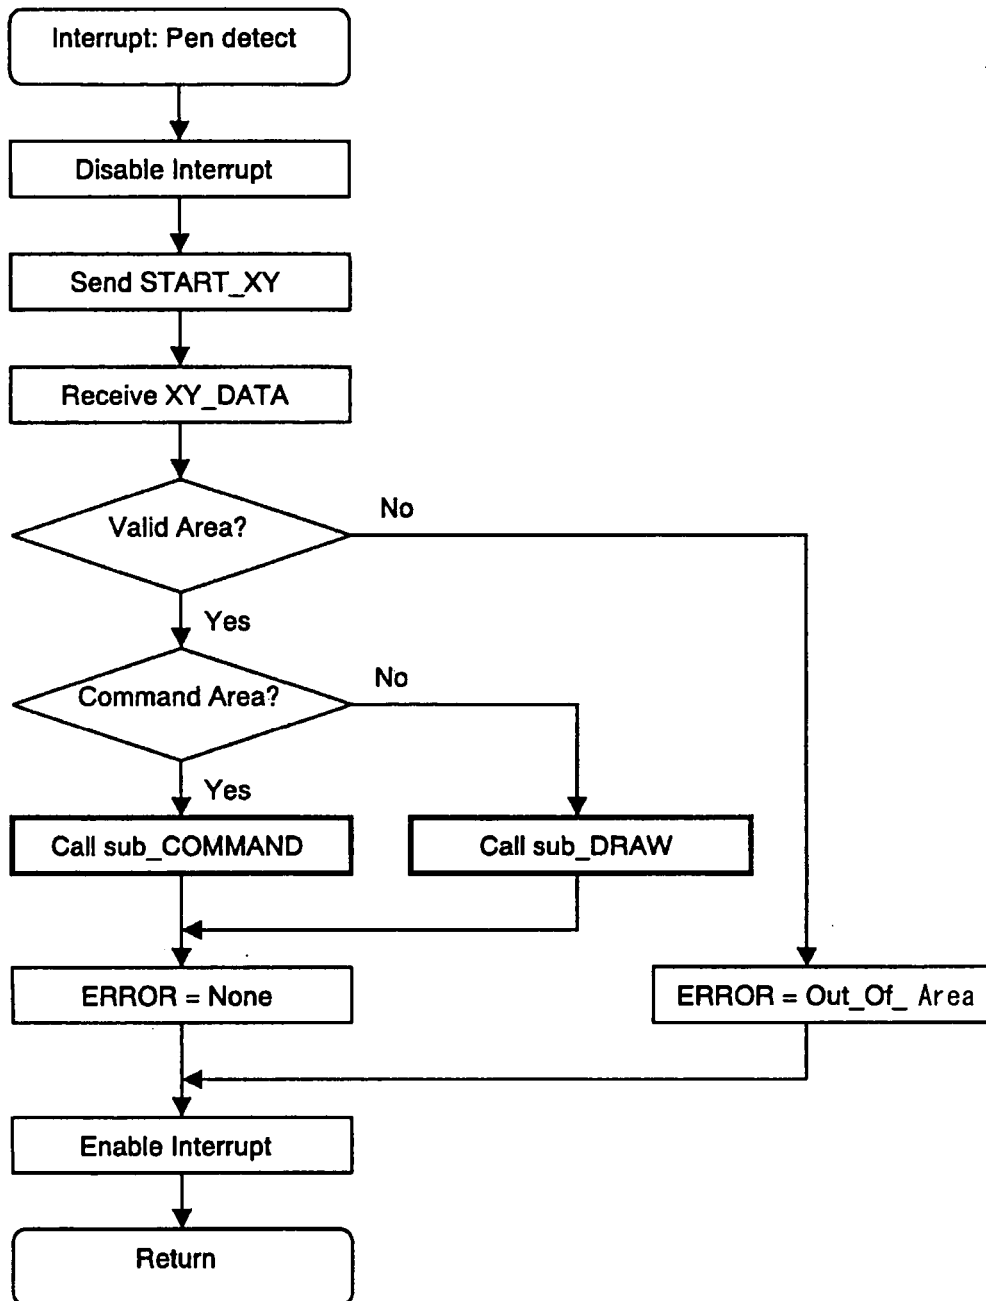 Interrupt: Pen detect
Disable Interrupt
Send START_XY
Receive XY_DATA
Valid Area?
No
Yes
Command Area?
No
Yes
Call sub_COMMAND
Call sub_DRAW
ERROR = None
ERROR = Out_Of_ Area
Enable Interrupt
Return